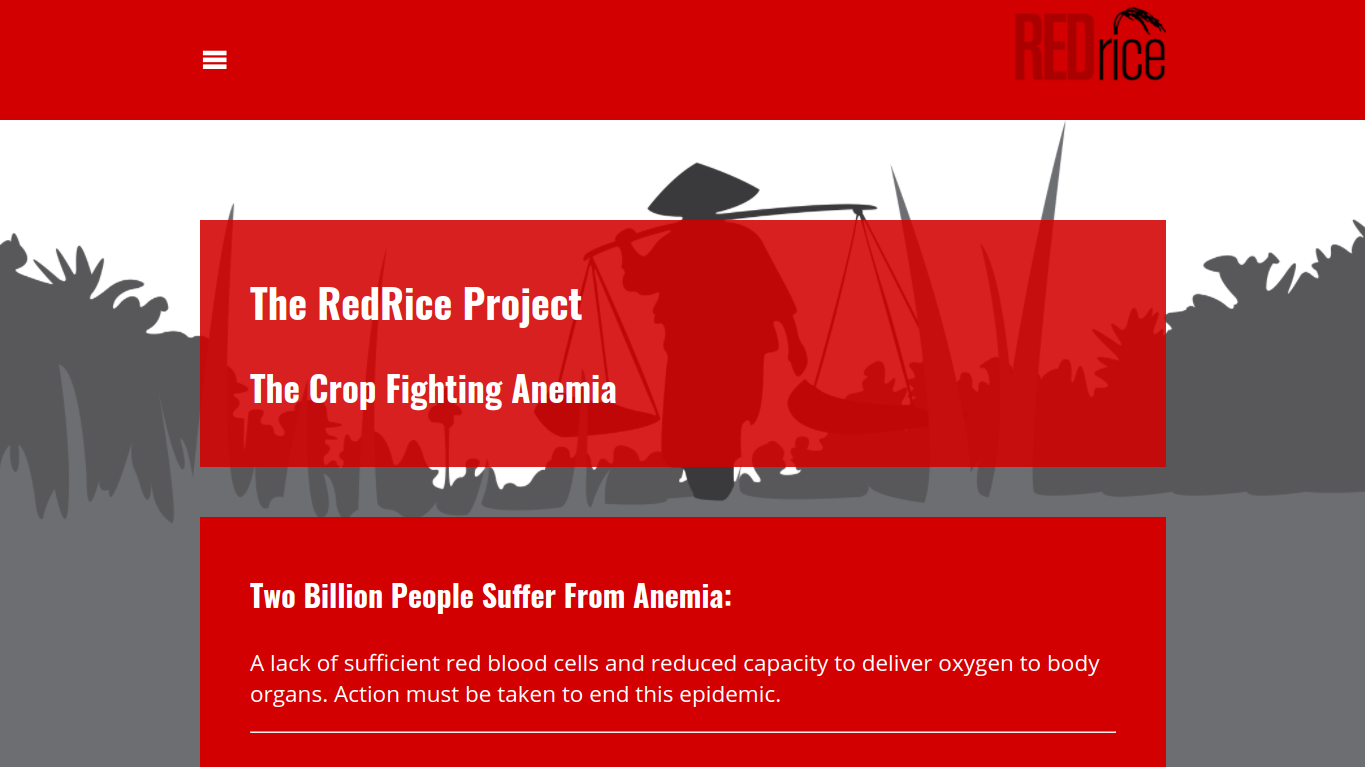 REDrice
The RedRice Project
The Crop Fighting Anemia
Two Billion People Suffer From Anemia:
A lack of sufficient red blood cells and reduced capacity to deliver oxygen to body
organs. Action must be taken to end this epidemic.